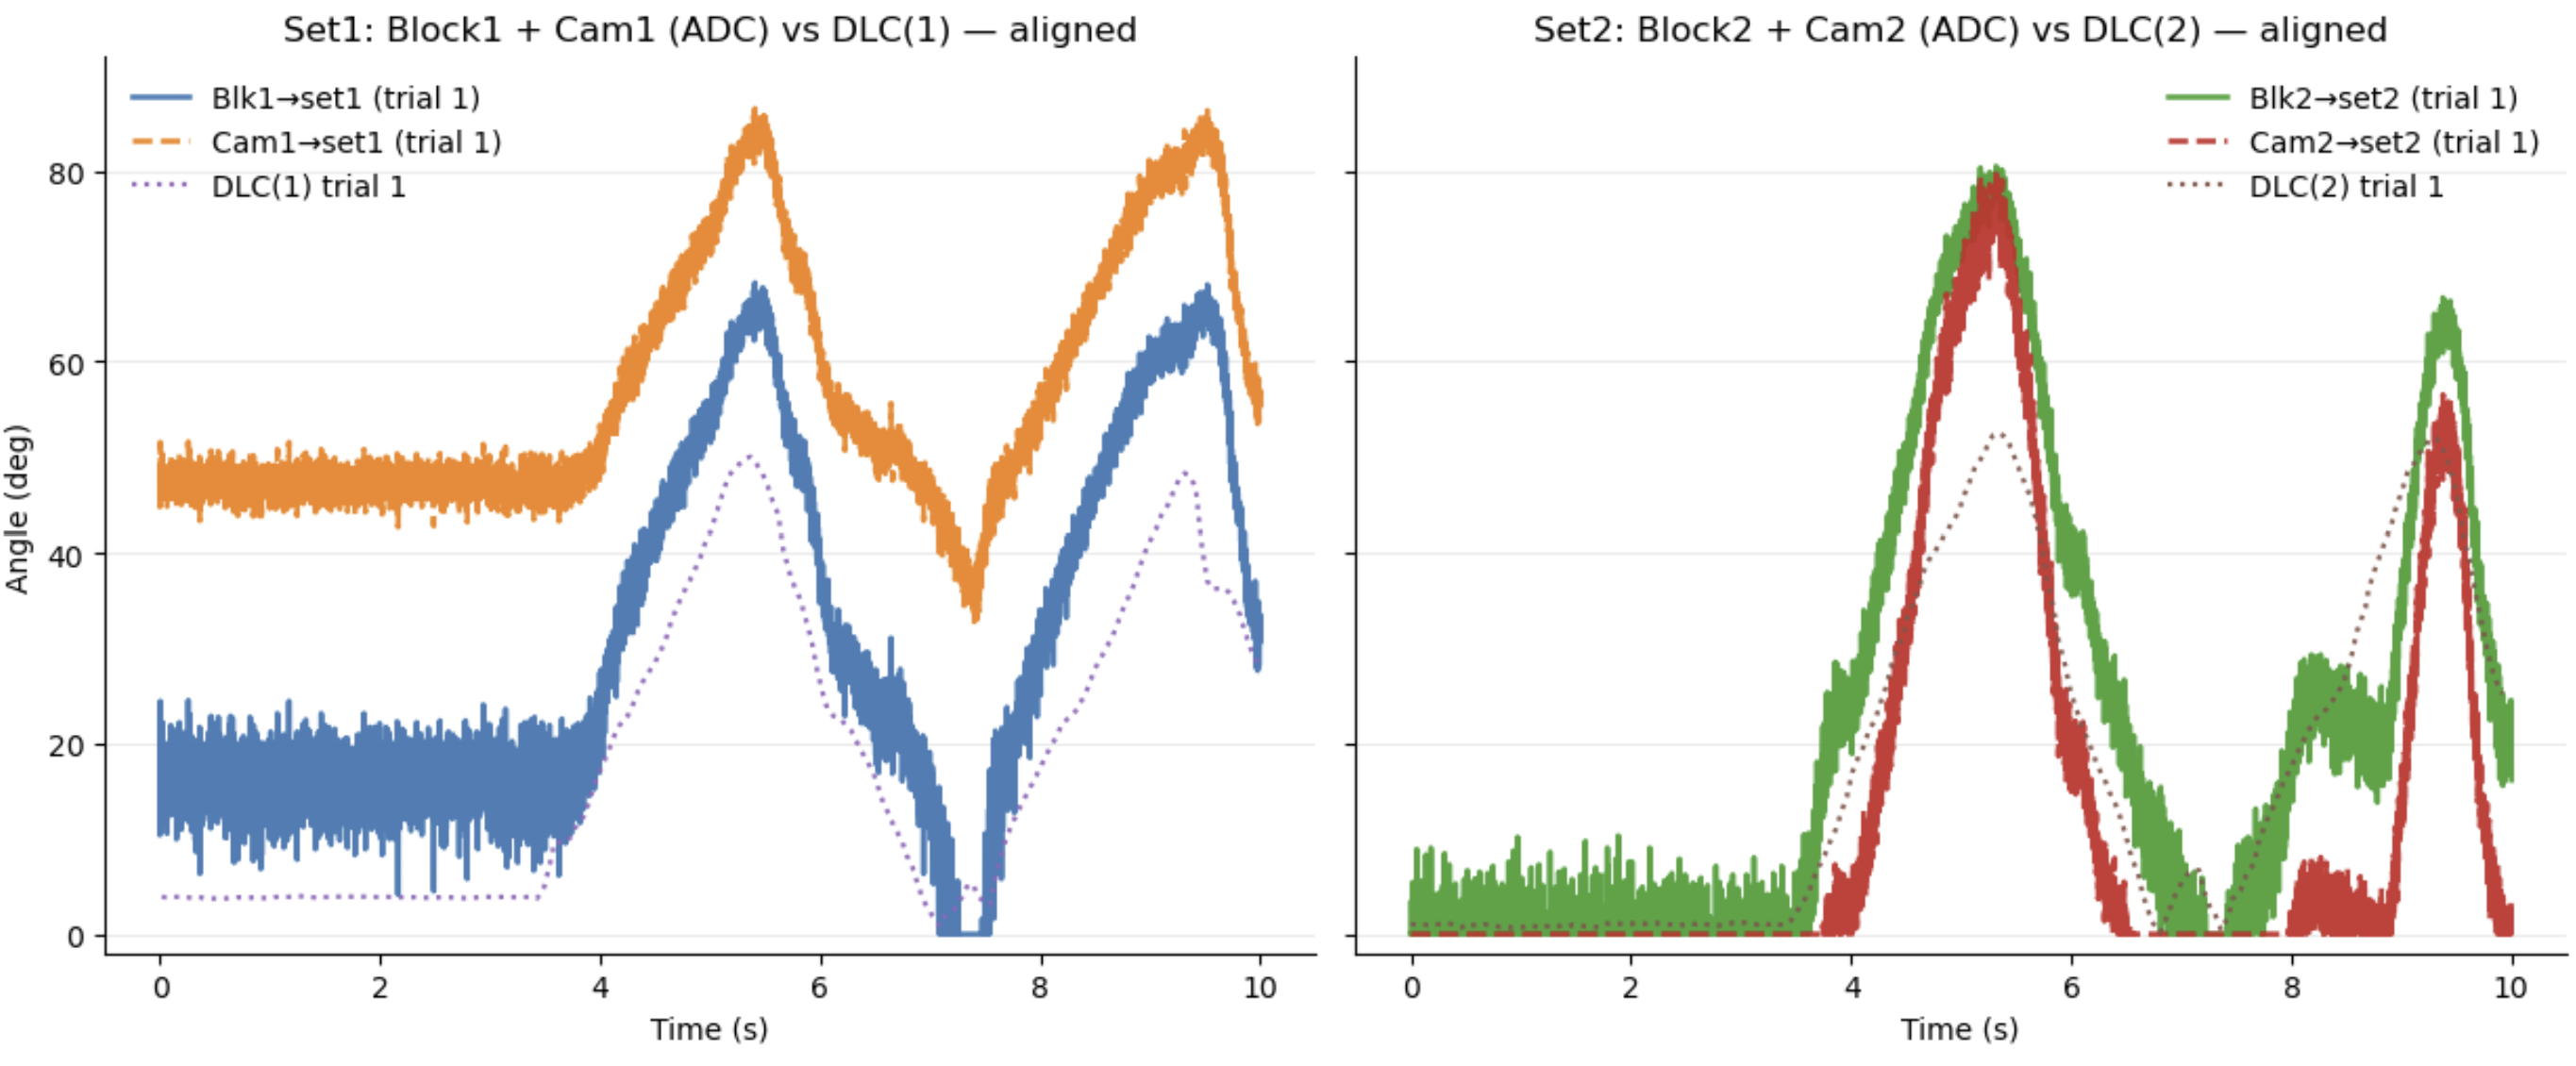 Set1: Block1 + Cam1 (ADC) vs DLC(1) — aligned
Blk1→set1 (trial 1)
Cam1→set1 (trial 1)
DLC(1) trial 1
Angle (deg)
80
60
40
20
0
0 2 4 6 8 10
Time (s)
Set2: Block2 + Cam2 (ADC) vs DLC(2) — aligned
Blk2→set2 (trial 1)
Cam2→set2 (trial 1)
DLC(2) trial 1
0 2 4 6 8 10
Time (s)